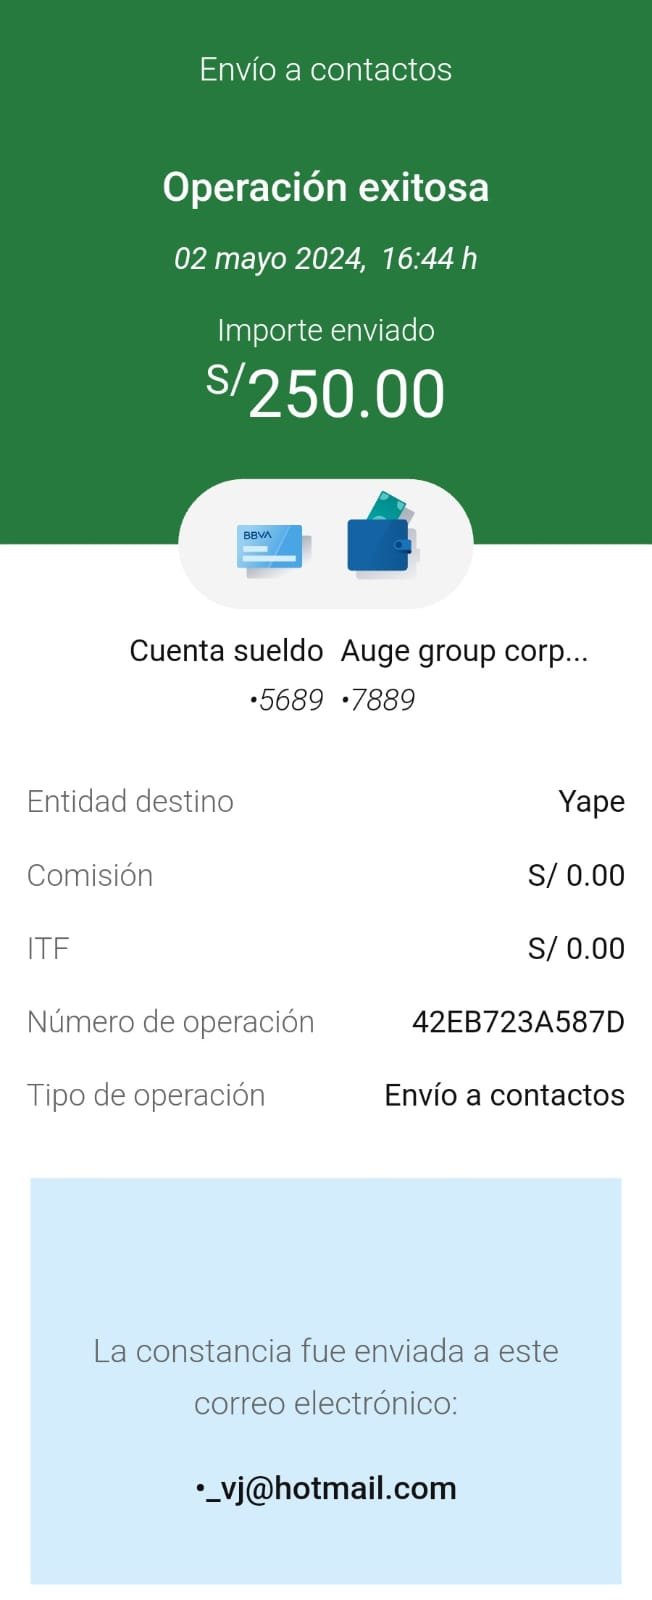 Envío a contactos
Operación exitosa
02 mayo 2024, 16:44 h
Importe enviado
S/250.00
BBVA
Cuenta sueldo Auge group corp...
•5689 •7889
Entidad destino Yape
Comisión S/ 0.00
ITF S/ 0.00
Número de operación 42EB723A587D
Tipo de operación Envío a contactos
La constancia fue enviada a este
correo electrónico:
•_vj@hotmail.com